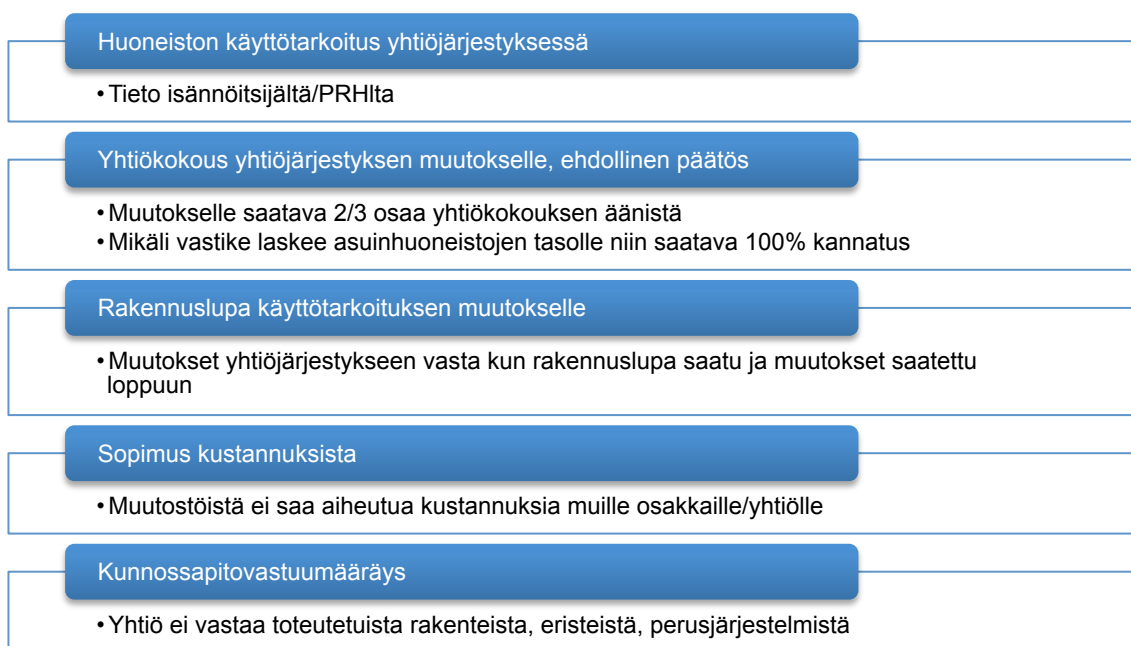 Huoneiston käyttötarkoitus yhtiöjärjestyksessä
• Tieto isännöitsijältä/PRHlta
Yhtiökokous yhtiöjärjestyksen muutokselle, ehdollinen päätös
• Muutokselle saatava 2/3 osaa yhtiökokouksen äänistä
• Mikäli vastike laskee asuinhuoneistojen tasolle niin saatava 100% kannatus
Rakennuslupa käyttötarkoituksen muutokselle
• Muutokset yhtiöjärjestykseen vasta kun rakennuslupa saatu ja muutokset saatettu
loppuun
Sopimus kustannuksista
• Muutostöistä ei saa aiheutua kustannuksia muille osakkaille/yhtiölle
Kunnossapitovastuumääräys
• Yhtiö ei vastaa toteutetuista rakenteista, eristeistä, perusjärjestelmistä